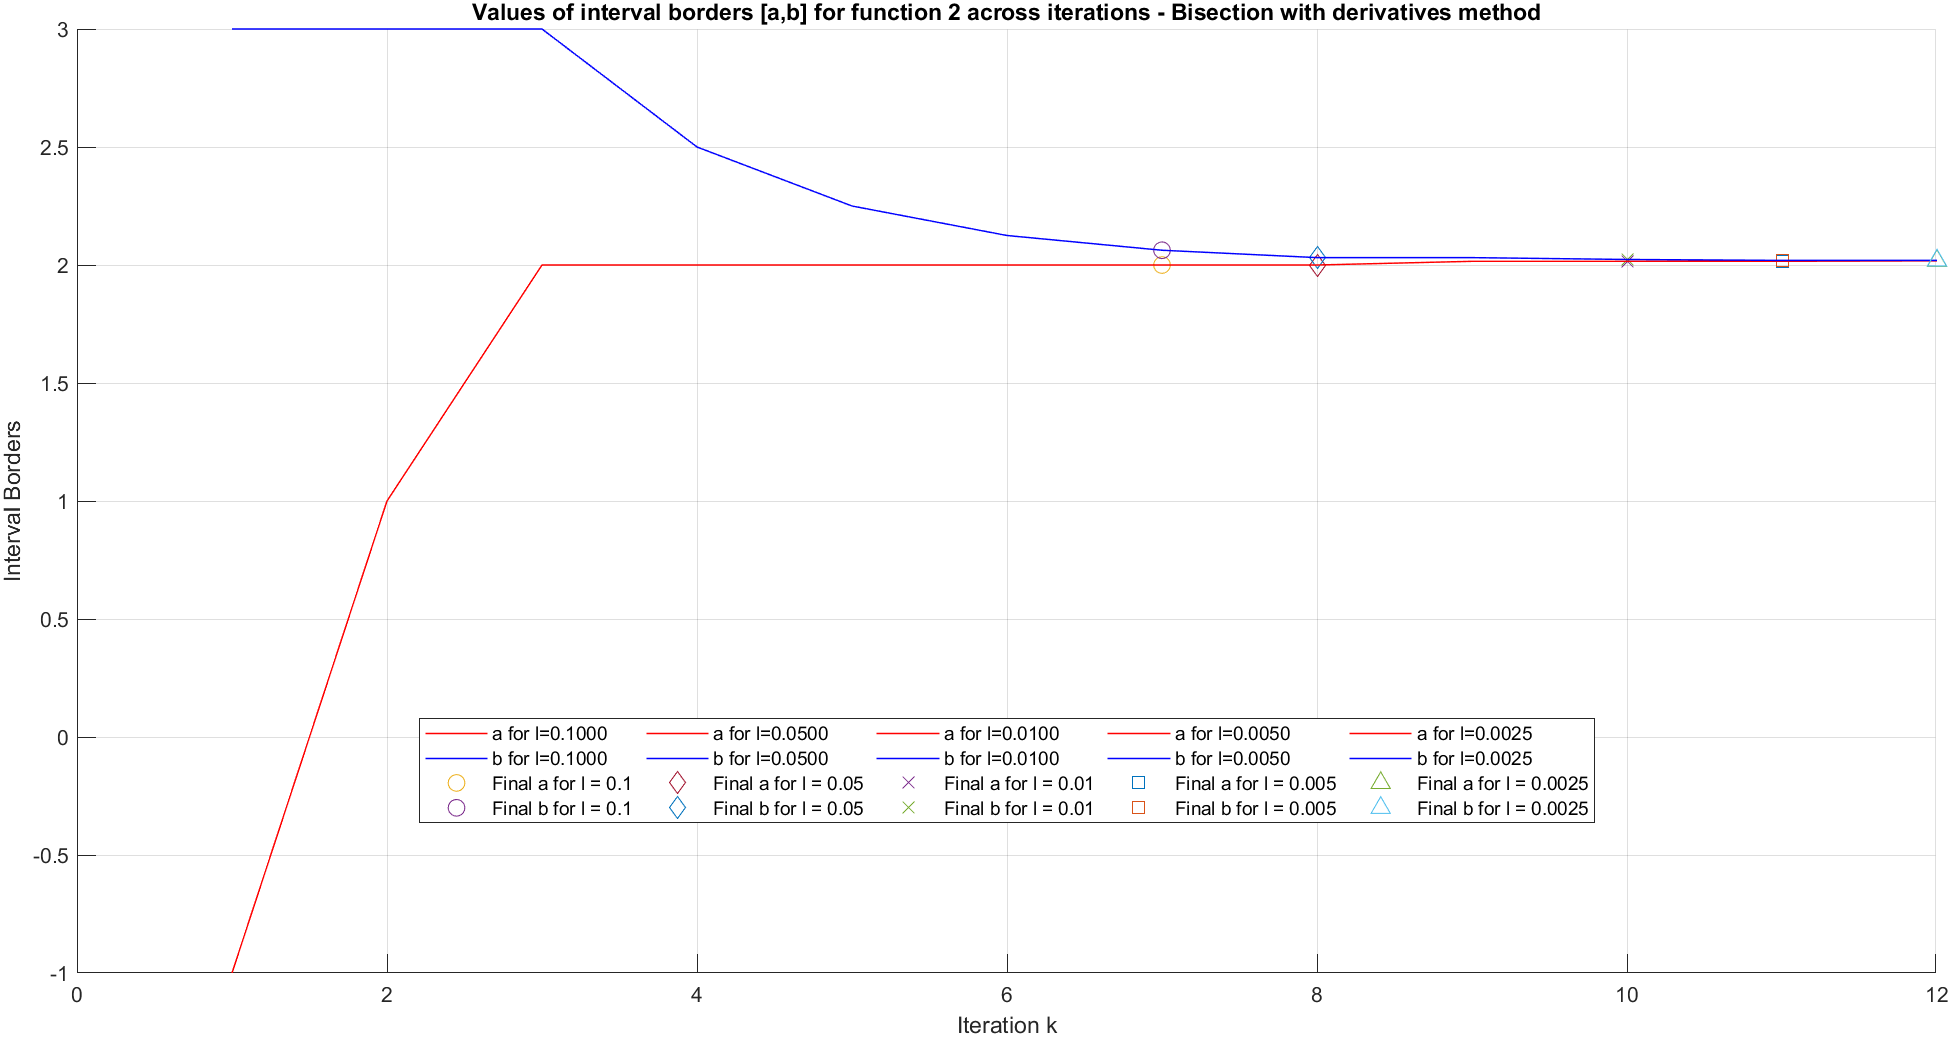 Values of interval borders [a,b] for function 2 across iterations - Bisection with derivatives method
3
2.5
2
1.5
1
0.5
0
-0.5
-1
Interval Borders
a for l=0.1000 a for l=0.0500 a for l=0.0100 a for l=0.0050 a for l=0.0025
b for l=0.1000 b for l=0.0500 b for l=0.0100 b for l=0.0050 b for l=0.0025
Final a for l = 0.1 Final a for l = 0.05 Final a for l = 0.01 Final a for l = 0.005 Final a for l = 0.0025
Final b for l = 0.1 Final b for l = 0.05 Final b for l = 0.01 Final b for l = 0.005 Final b for l = 0.0025
0 2 4 6 8 10 12
Iteration k